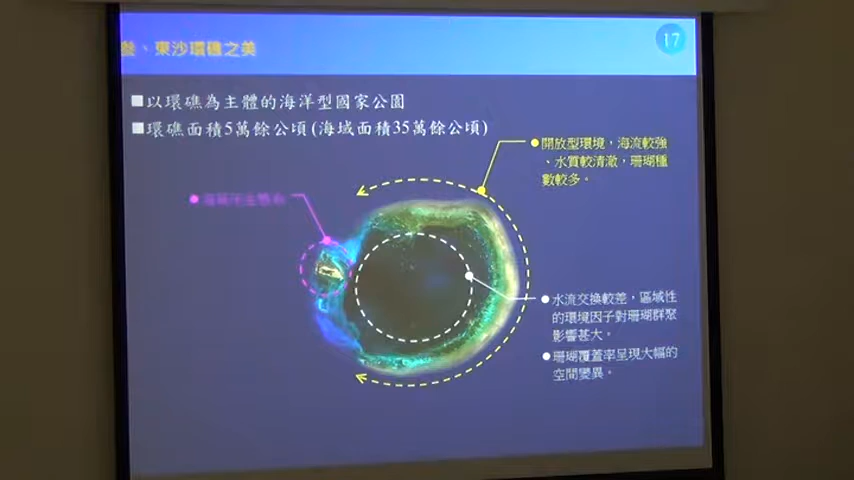 參、東沙環礁之美
17
■以環礁為主體的海洋型國家公園
■環礁面積5萬餘公頃(海域面積35萬餘公頃)
●開放型環境，海流較強
、水質較清澈，珊瑚種
數較多。
●水流交換較差，區域性
的環境因子對珊瑚群聚
影響甚大。
●珊瑚覆蓋率呈現大幅的
空間變異。